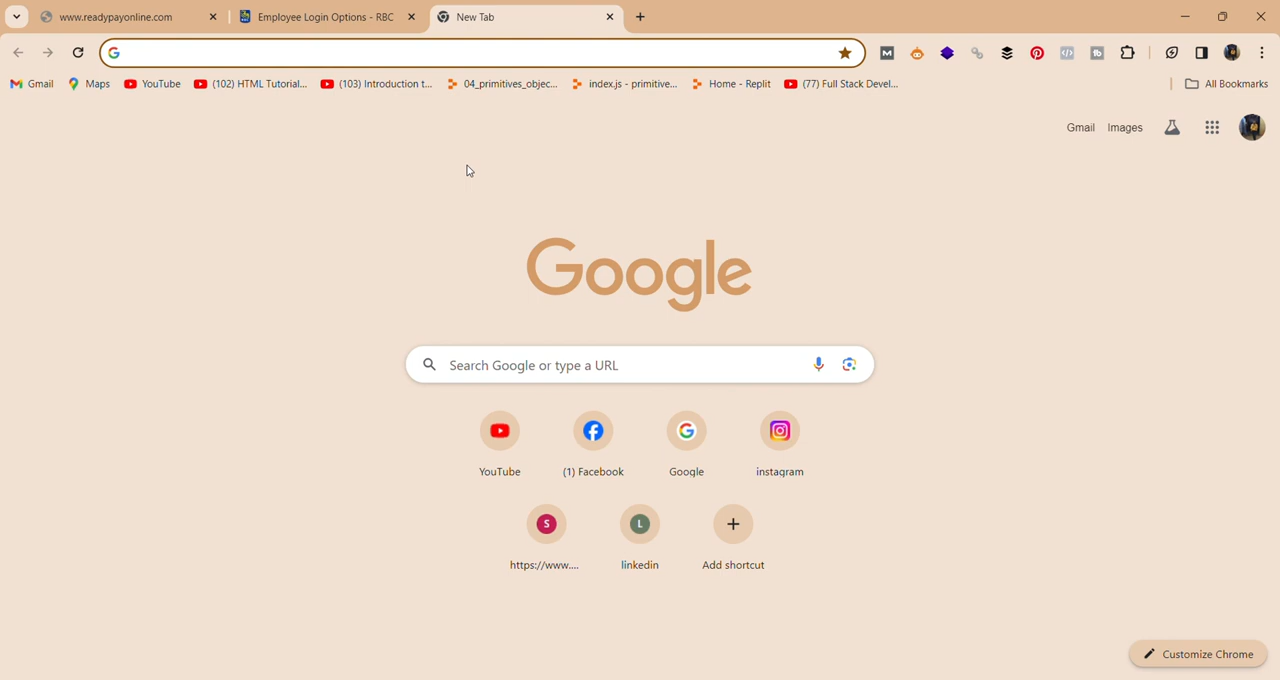 www.readypayonline.com
Employee Login Options - RBC
New Tab
Gmail
Maps
YouTube
(102) HTML Tutorial...
(103) Introduction t...
04_primitives_objec...
index.js - primitive...
Home - Replit
(77) Full Stack Devel...
All Bookmarks
Gmail
Images
Google
Search Google or type a URL
YouTube
(1) Facebook
Google
instagram
S
L
https://www....
linkedin
Add shortcut
Customize Chrome